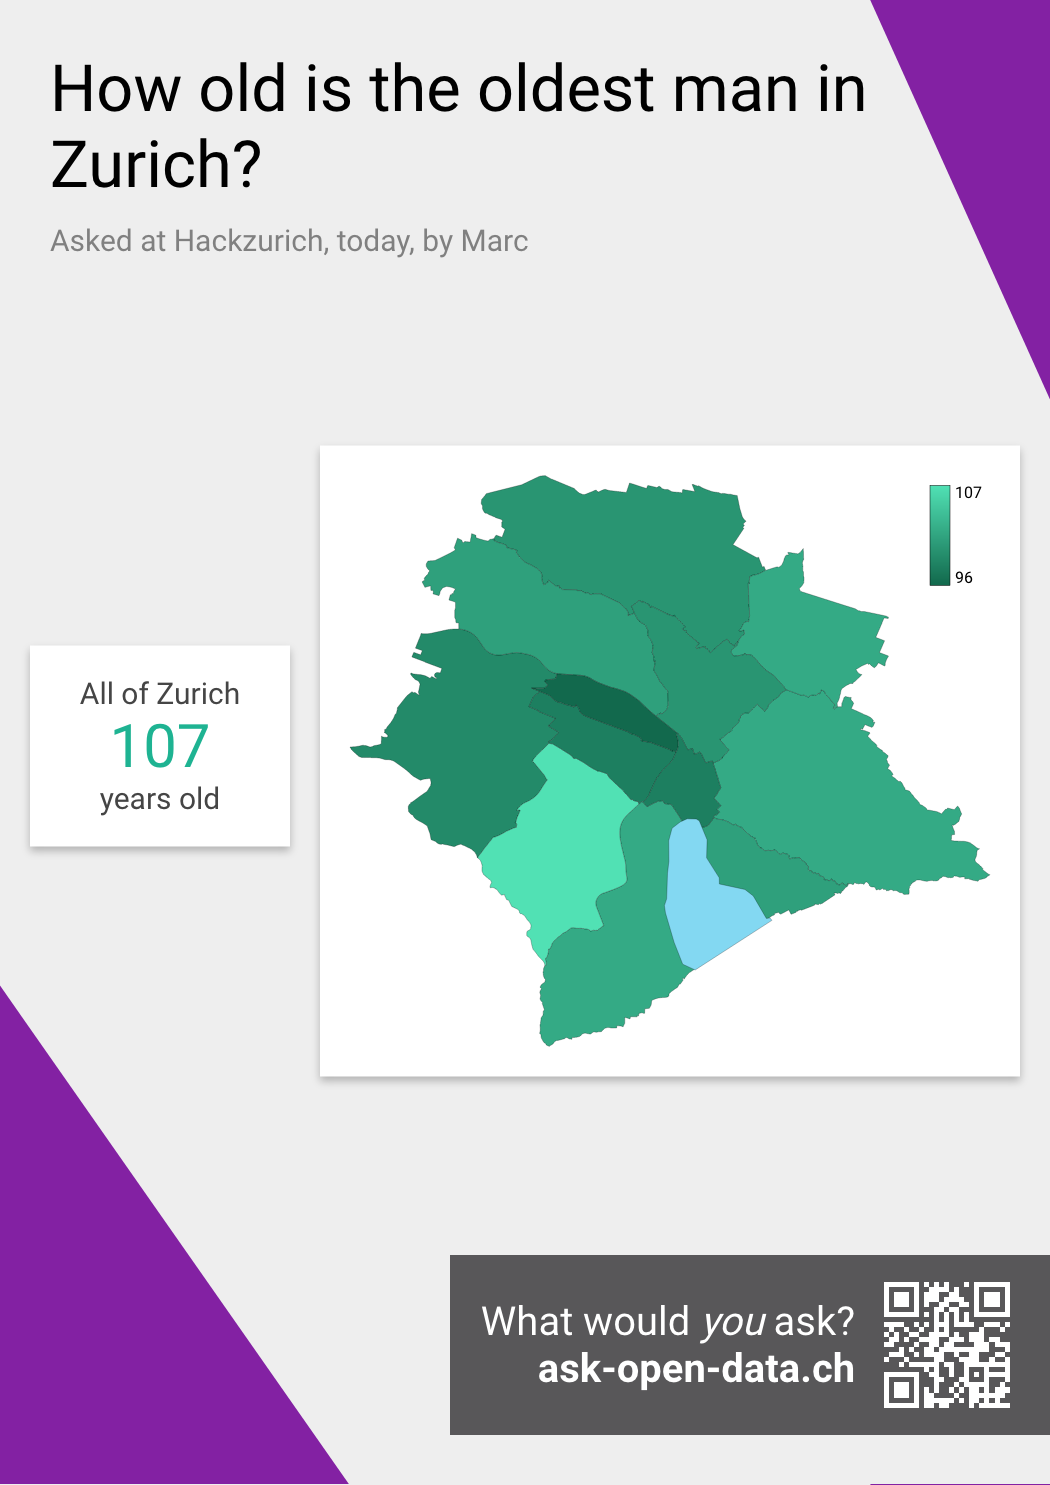 How old is the oldest man in
Zurich?
Asked at Hackzurich, today, by Marc
107
96
All of Zurich
107
years old
What would you ask?
ask-open-data.ch